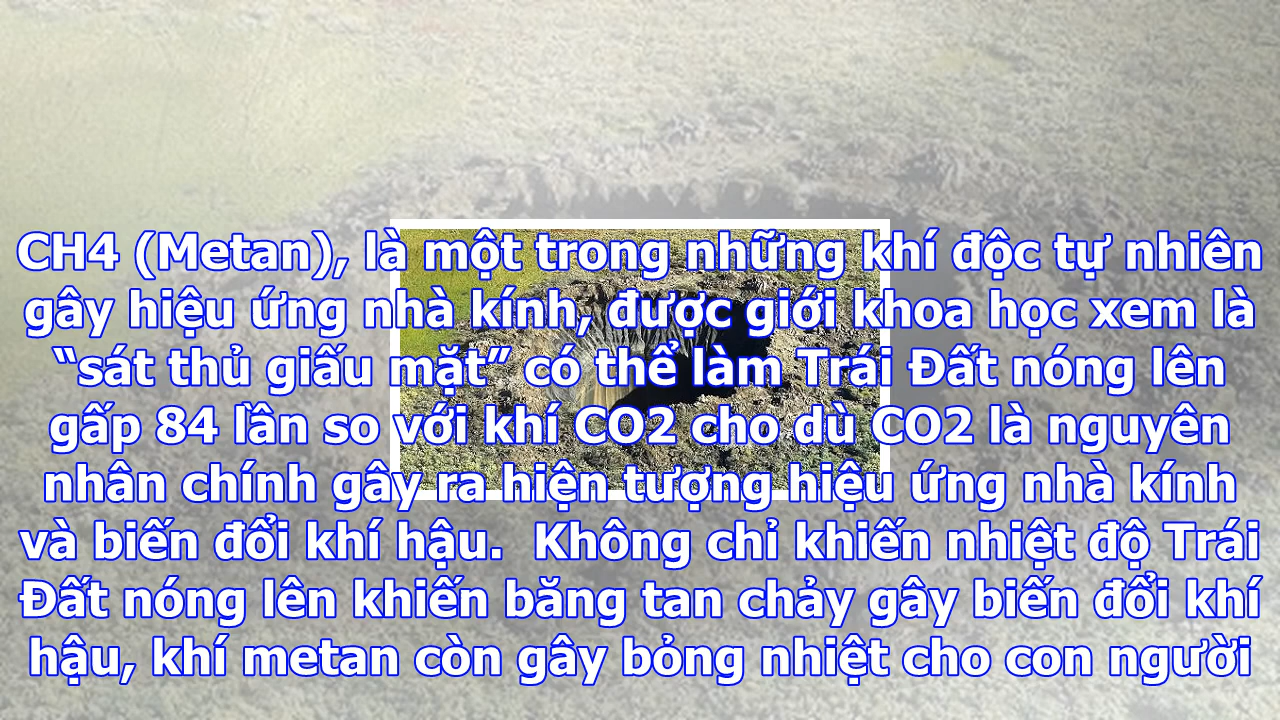 CH4 (Metan), là một trong những khí độc tự nhiên
gây hiệu ứng nhà kính, được giới khoa học xem là
“sát thủ giấu mặt” có thể làm Trái Đất nóng lên
gấp 84 lần so với khí CO2 cho dù CO2 là nguyên
nhân chính gây ra hiện tượng hiệu ứng nhà kính
và biến đổi khí hậu.  Không chỉ khiến nhiệt độ Trái
Đất nóng lên khiến băng tan chảy gây biến đổi khí
hậu, khí metan còn gây bỏng nhiệt cho con người